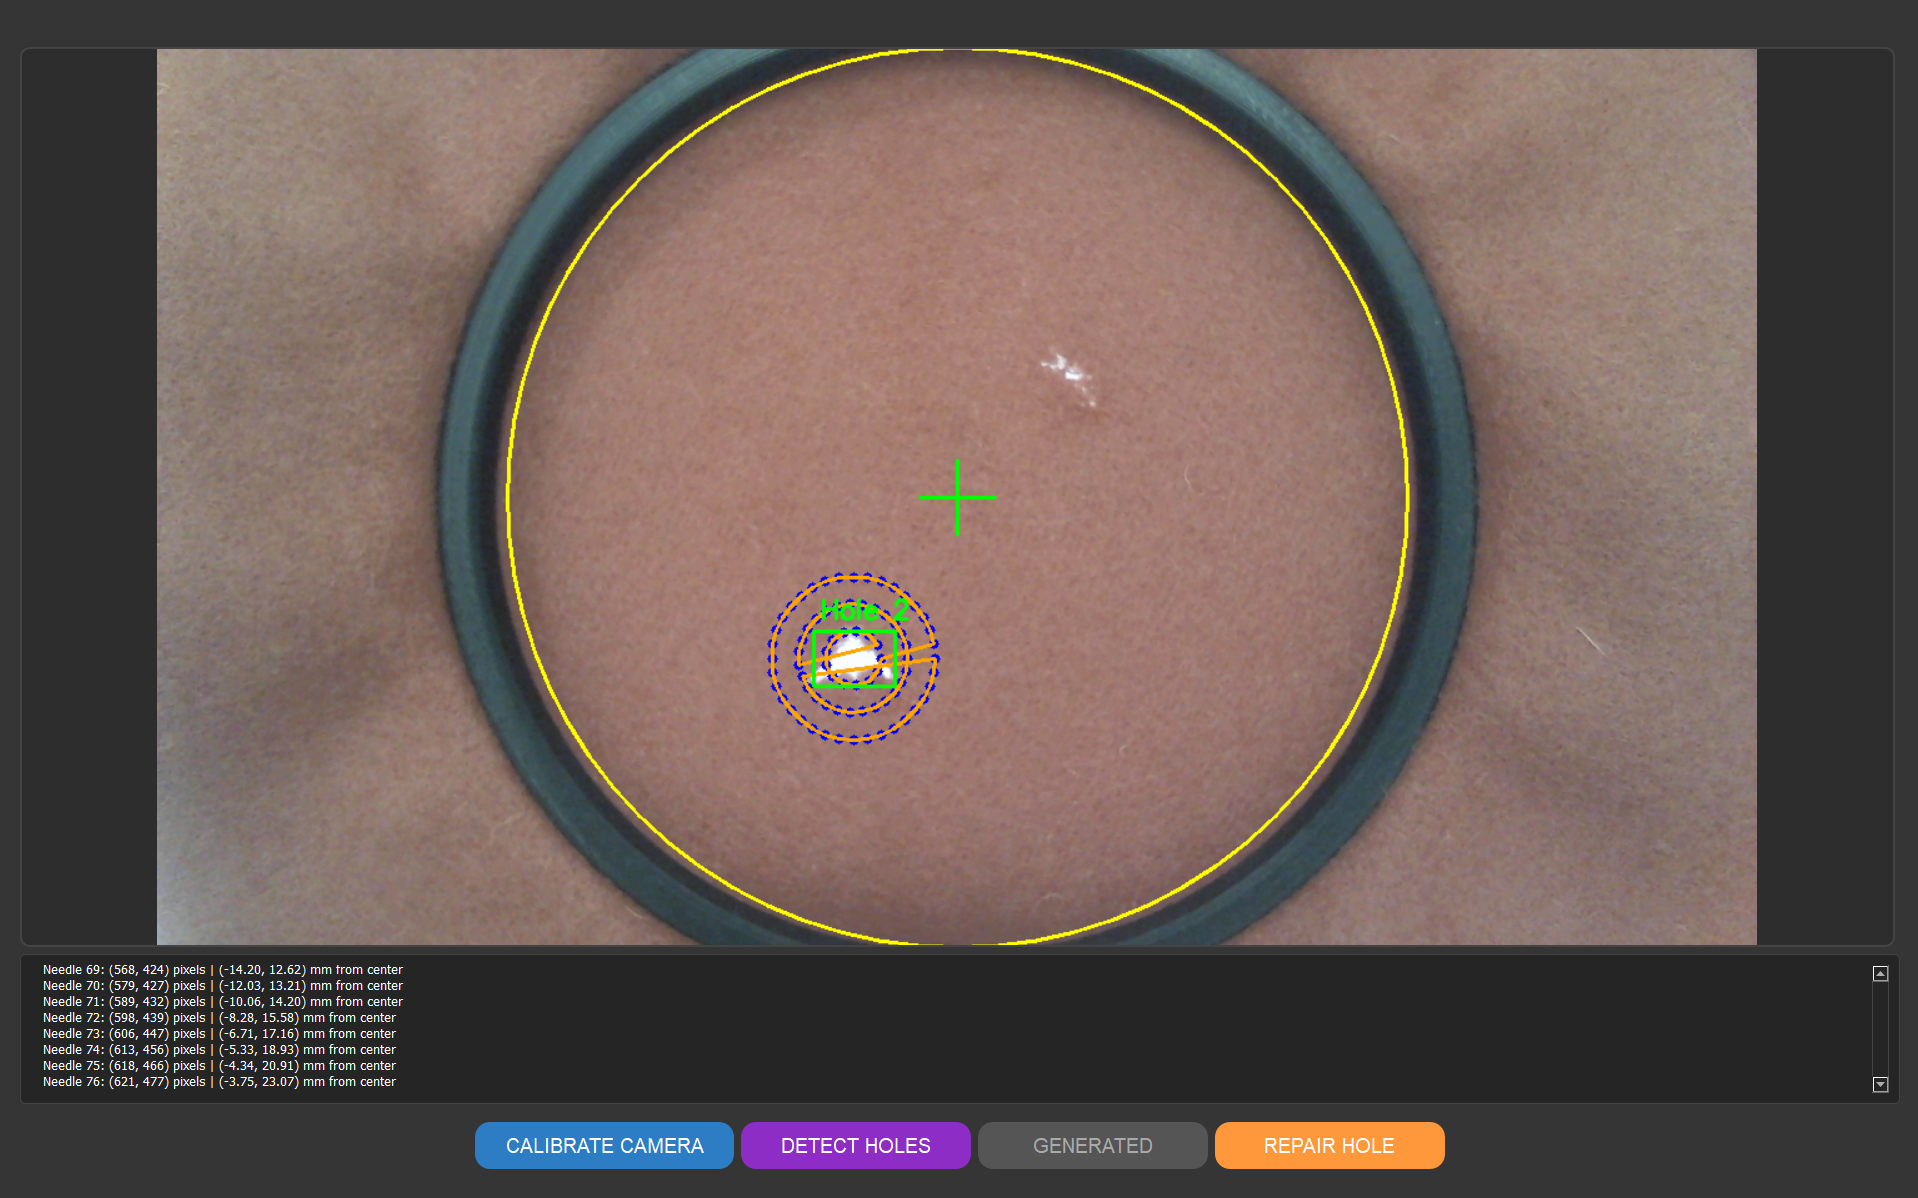 Hole 2
Needle 69: (568, 424) pixels | (-14.20, 12.62) mm from center
Needle 70: (579, 427) pixels | (-12.03, 13.21) mm from center
Needle 71: (589, 432) pixels | (-10.06, 14.20) mm from center
Needle 72: (598, 439) pixels | (-8.28, 15.58) mm from center
Needle 73: (606, 447) pixels | (-6.71, 17.16) mm from center
Needle 74: (613, 456) pixels | (-5.33, 18.93) mm from center
Needle 75: (618, 466) pixels | (-4.34, 20.91) mm from center
Needle 76: (621, 477) pixels | (-3.75, 23.07) mm from center
CALIBRATE CAMERA DETECT HOLES GENERATED REPAIR HOLE